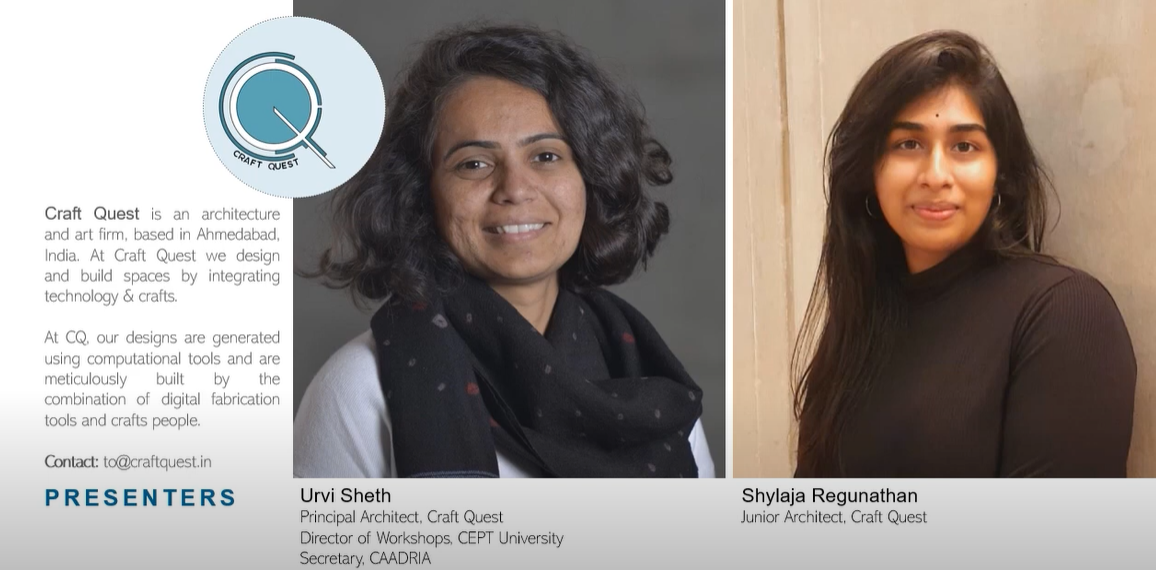 CRAFT QUEST
Craft Quest is an architecture
and art firm, based in Ahmedabad,
India. At Craft Quest we design
and build spaces by integrating
technology & crafts.
At CQ, our designs are generated
using computational tools and are
meticulously built by the
combination of digital fabrication
tools and crafts people.
Contact: to@craftquest.in
PRESENTERS
Urvi Sheth
Principal Architect, Craft Quest
Director of Workshops, CEPT University
Secretary, CAADRIA
Shylaja Regunathan
Junior Architect, Craft Quest